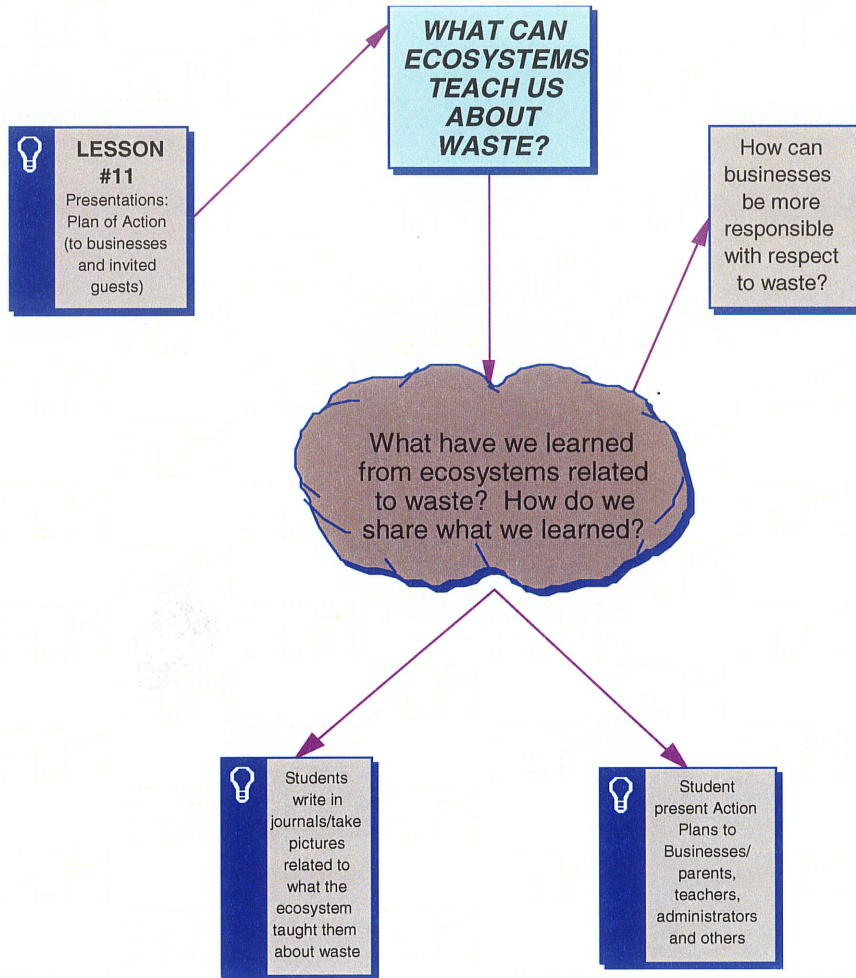 WHAT CAN
ECOSYSTEMS
TEACH US
ABOUT
WASTE?
LESSON
#11
Presentations:
Plan of Action
(to businesses
and invited
guests)
How can
businesses
be more
responsible
with respect
to waste?
What have we learned
from ecosystems related
to waste? How do we
share what we learned?
Students
write in
journals/take
pictures
related to
what the
ecosystem
taught them
about waste
Student
present Action
Plans to
Businesses/
parents,
teachers,
administrators
and others